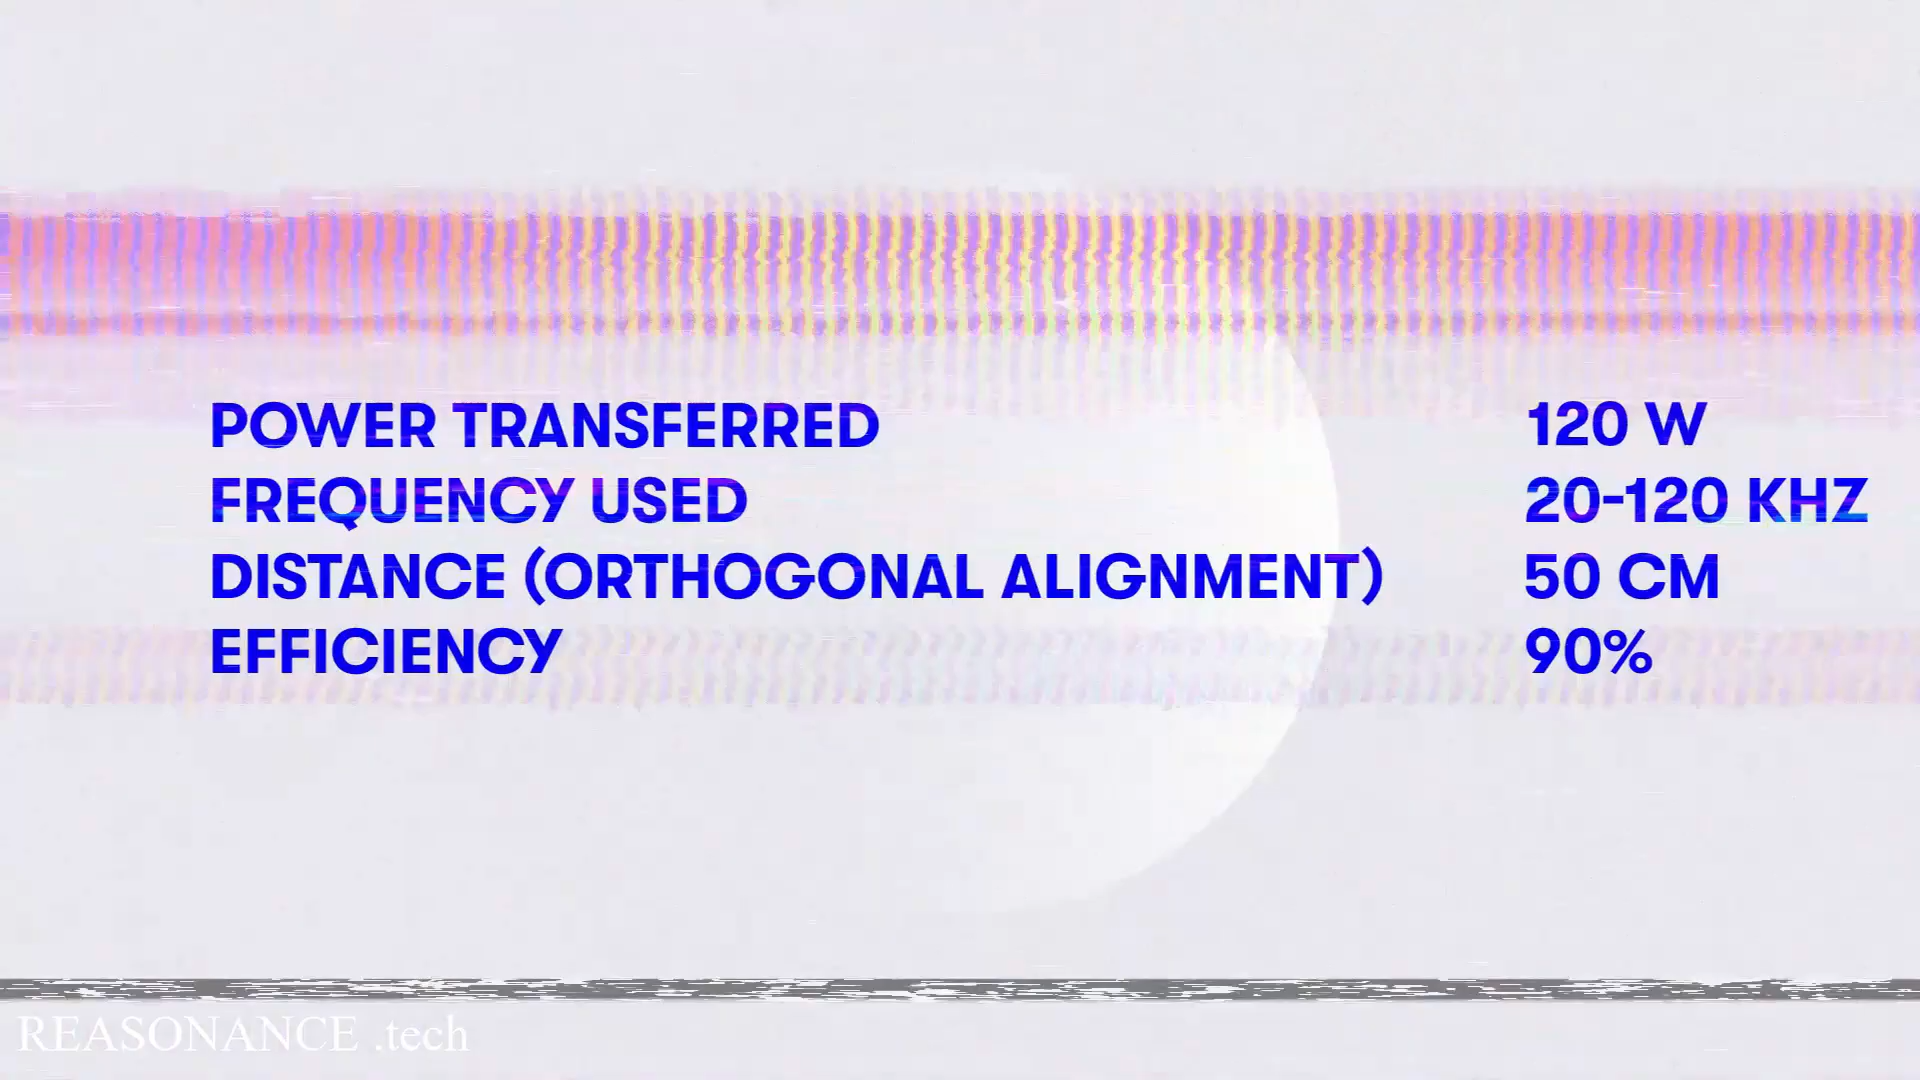 POWER TRANSFERRED 120 W
FREQUENCY USED 20-120 KHZ
DISTANCE (ORTHOGONAL ALIGNMENT) 50 CM
EFFICIENCY 90%
REASONANCE .tech